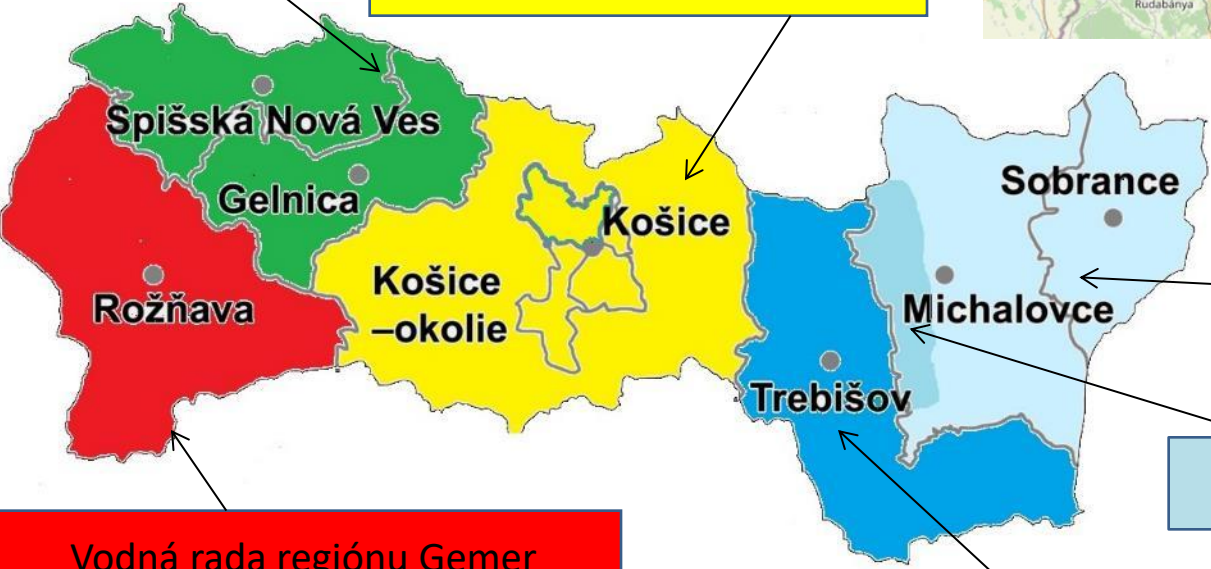 Rudabánya
Spišská Nová Ves
Gelnica
Rožňava
Košice
Košice
–okolie
Sobrance
Michalovce
Trebišov
Vodná rada regiónu Gemer